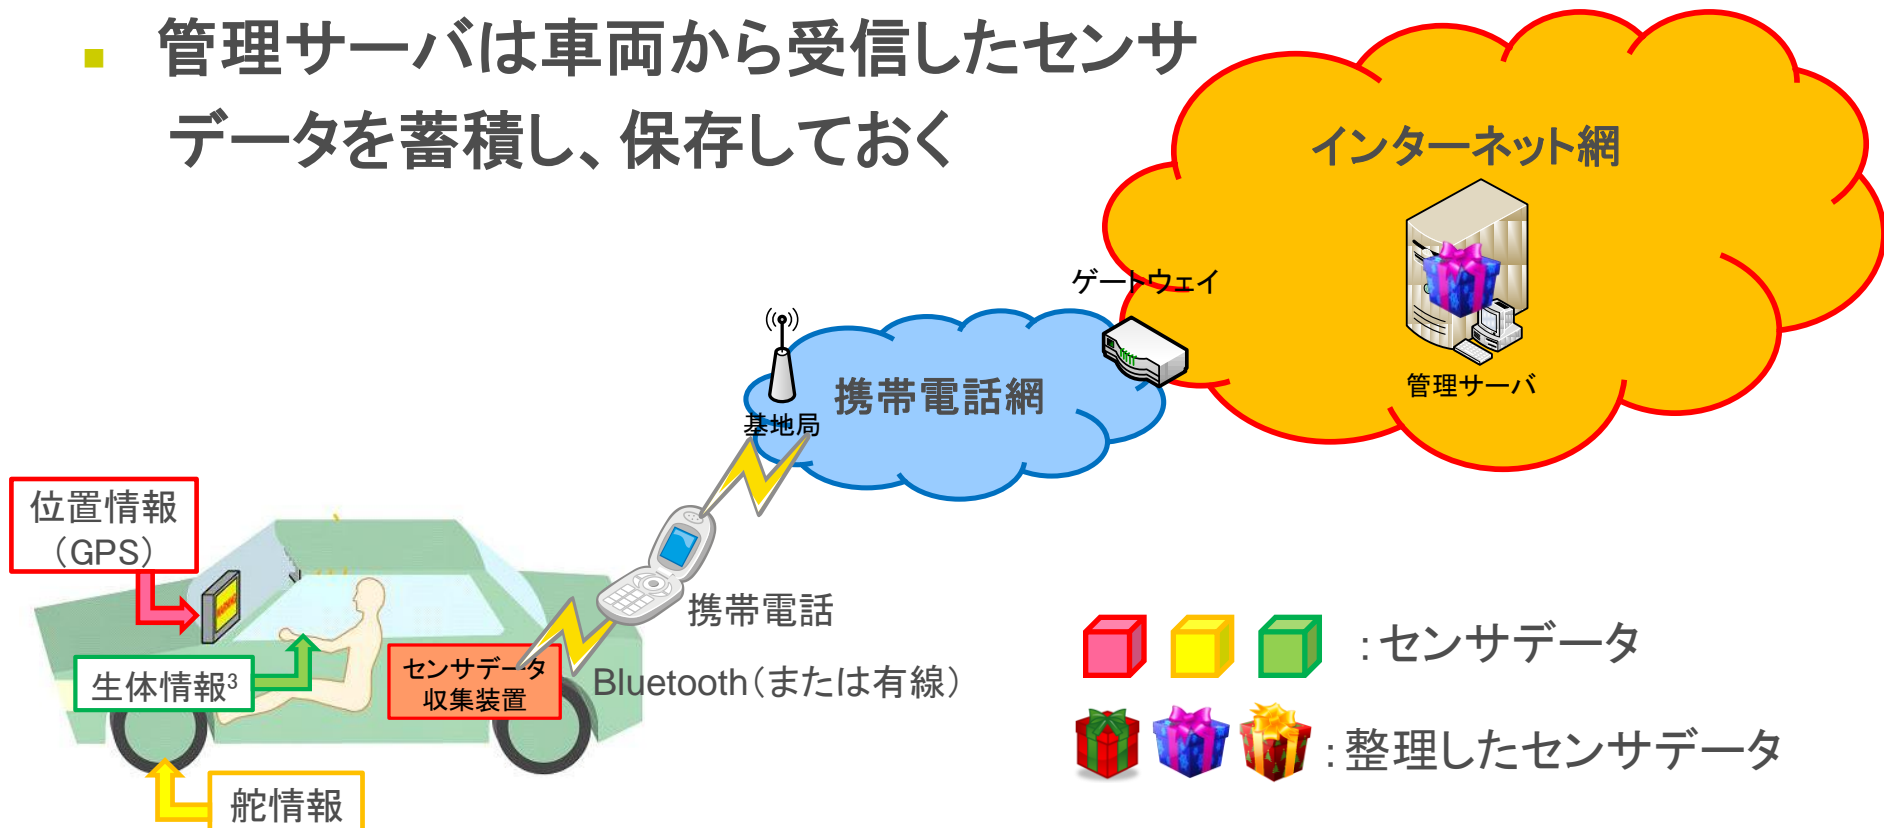 管理サーバは車両から受信したセンサ
データを蓄積し、保存しておく
インターネット網
管理サーバ
ゲートウェイ
携帯電話網
基地局
位置情報
（GPS）
生体情報3
舵情報
センサデータ
収集装置
携帯電話
Bluetooth（または有線）
：センサデータ
：整理したセンサデータ